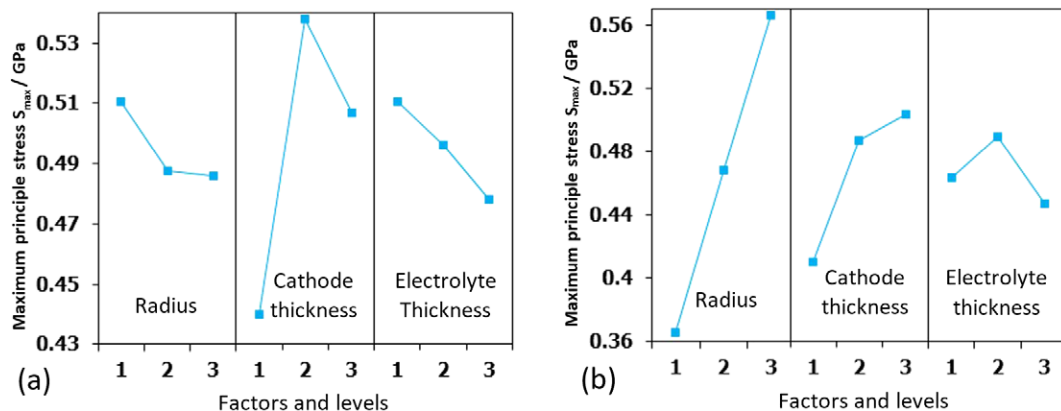 Maximum principle stress Smax / GPa
0.53
0.51
0.49
0.47
0.45
0.43
Radius
Cathode
thickness
Electrolyte
Thickness
1 2 3 1 2 3 1 2 3
Factors and levels
(a)
Maximum principle stress Smax / GPa
0.56
0.52
0.48
0.44
0.4
0.36
Radius
Cathode
thickness
Electrolyte
thickness
1 2 3 1 2 3 1 2 3
Factors and levels
(b)